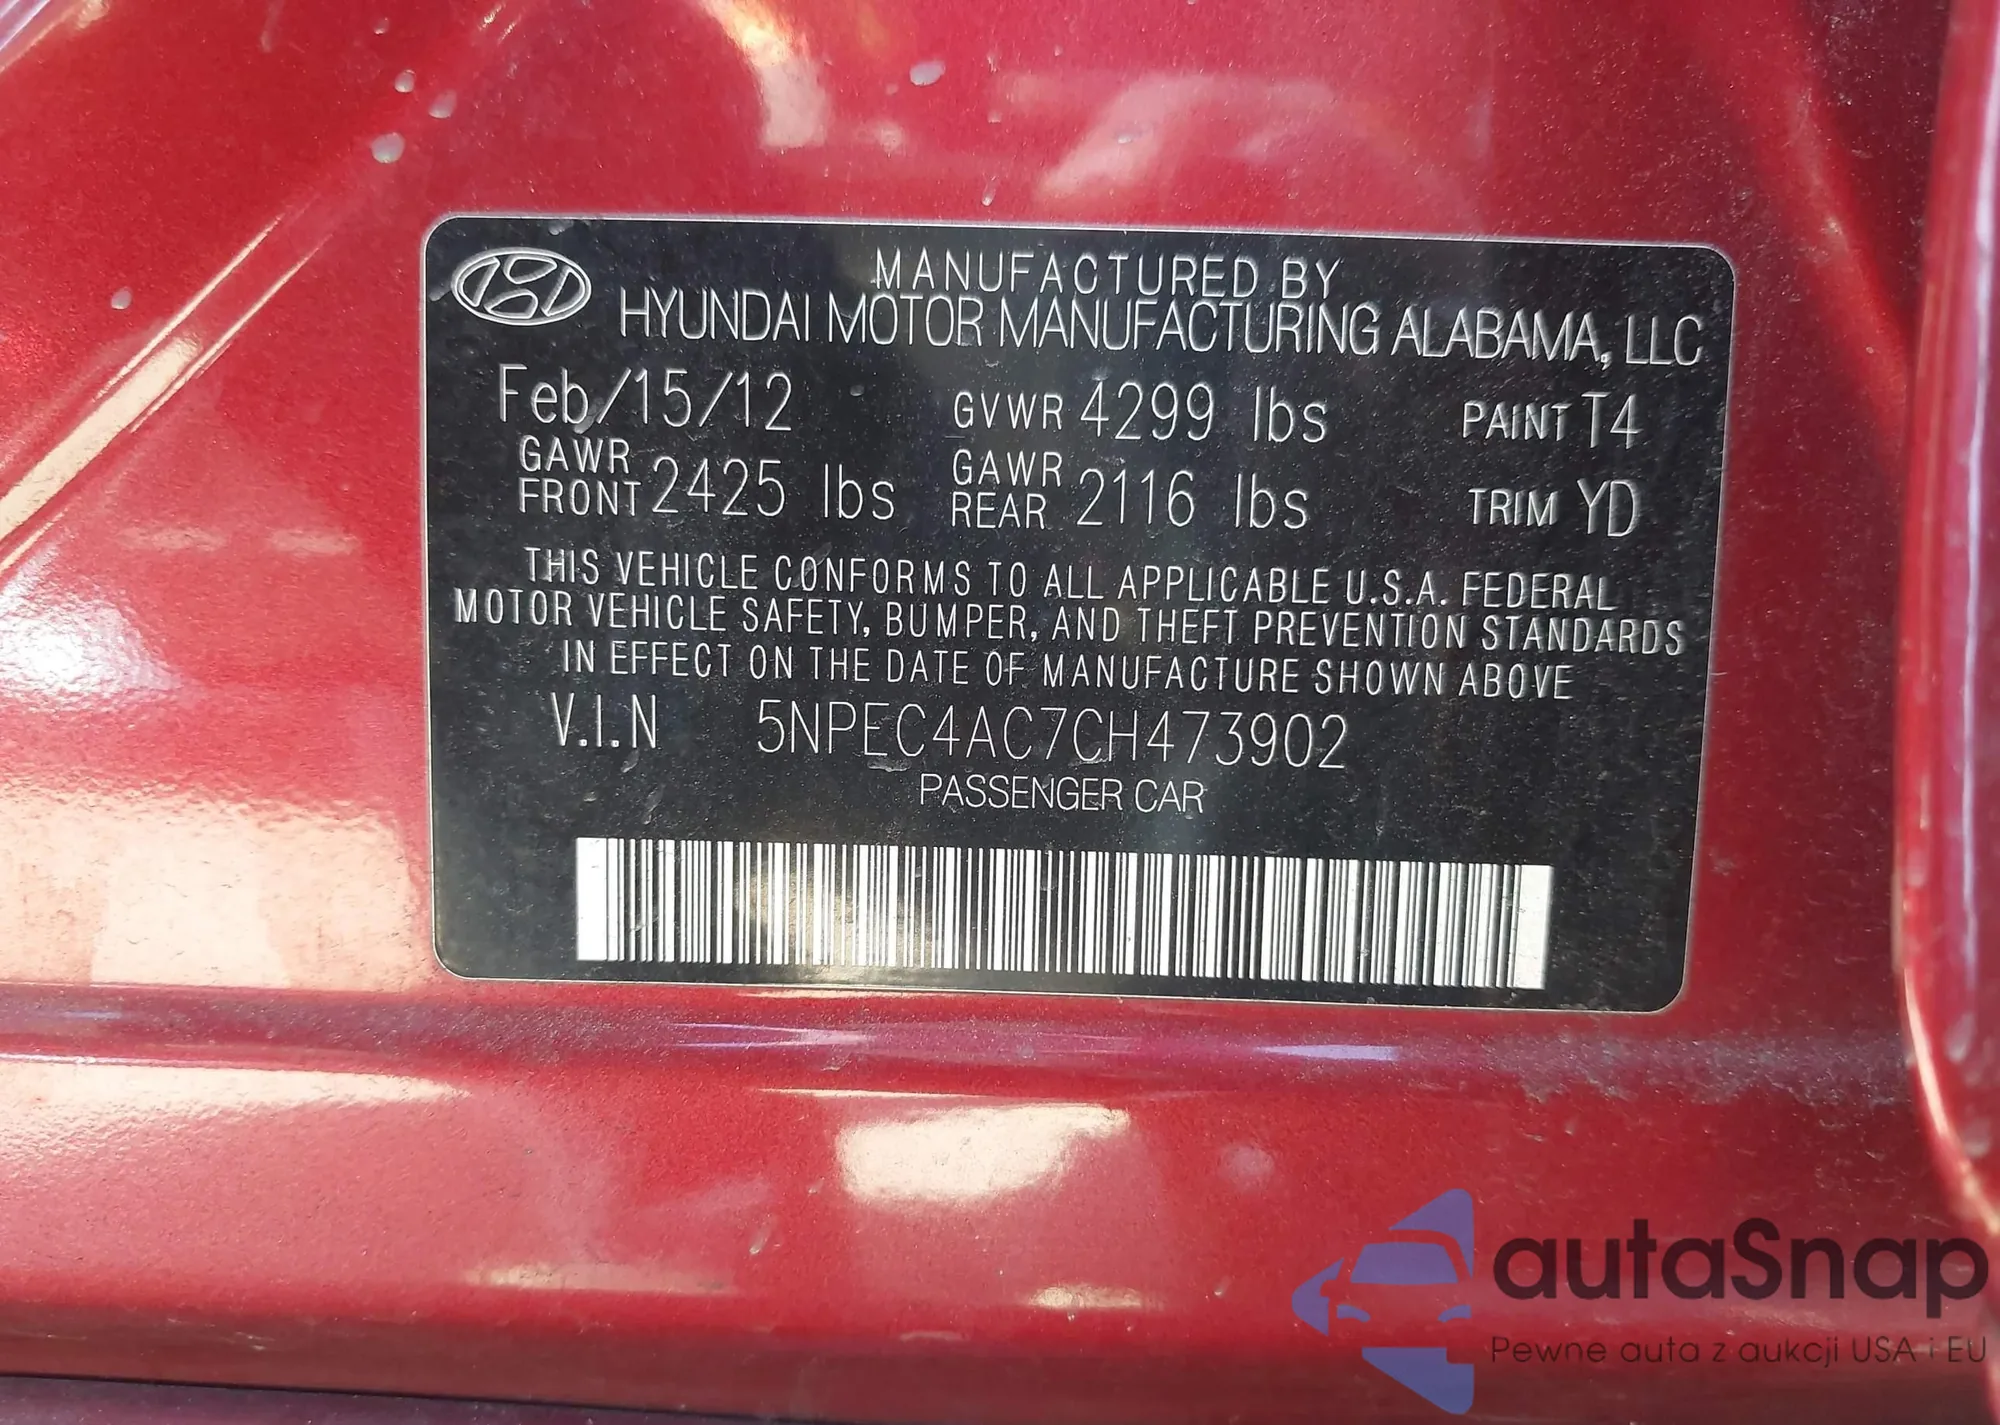 MANUFACTURED BY
HYUNDAI MOTOR MANUFACTURING ALABAMA, LLC
Feb/15/12 GVWR 4299 lbs PAINT T4
GAWR FRONT 2425 lbs GAWR REAR 2116 lbs TRIM YD
THIS VEHICLE CONFORMS TO ALL APPLICABLE U.S.A. FEDERAL
MOTOR VEHICLE SAFETY, BUMPER, AND THEFT PREVENTION STANDARDS
IN EFFECT ON THE DATE OF MANUFACTURE SHOWN ABOVE
V.I.N 5NPEC4AC7CH473902
PASSENGER CAR
autaSnap
Pewne auta z aukcji USA i EU